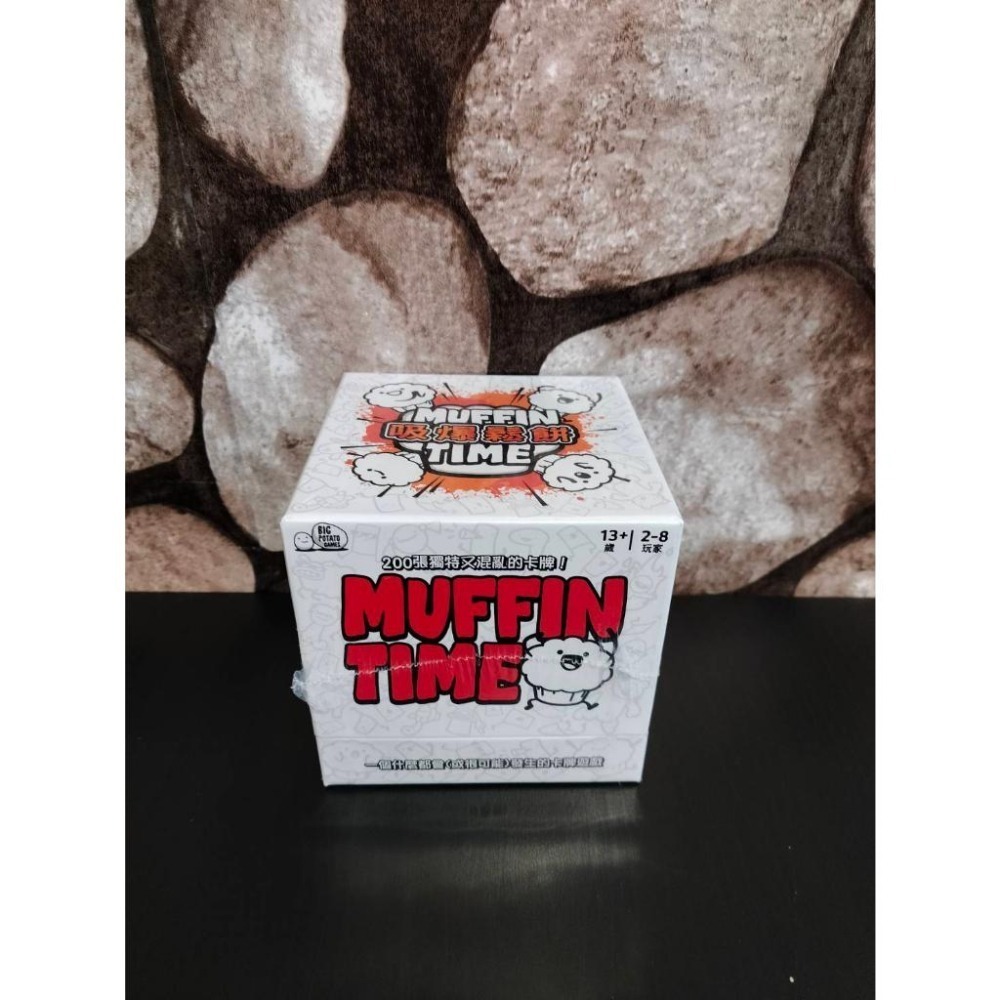 MUFFIN
吸爆鬆餅
TIME
BIG
POTATO
GAMES
13+
歲
2-8
玩家
200張獨特又混亂的卡牌！
MUFFIN
TIME
一個什麼都會(或很可能)發生的卡牌遊戲